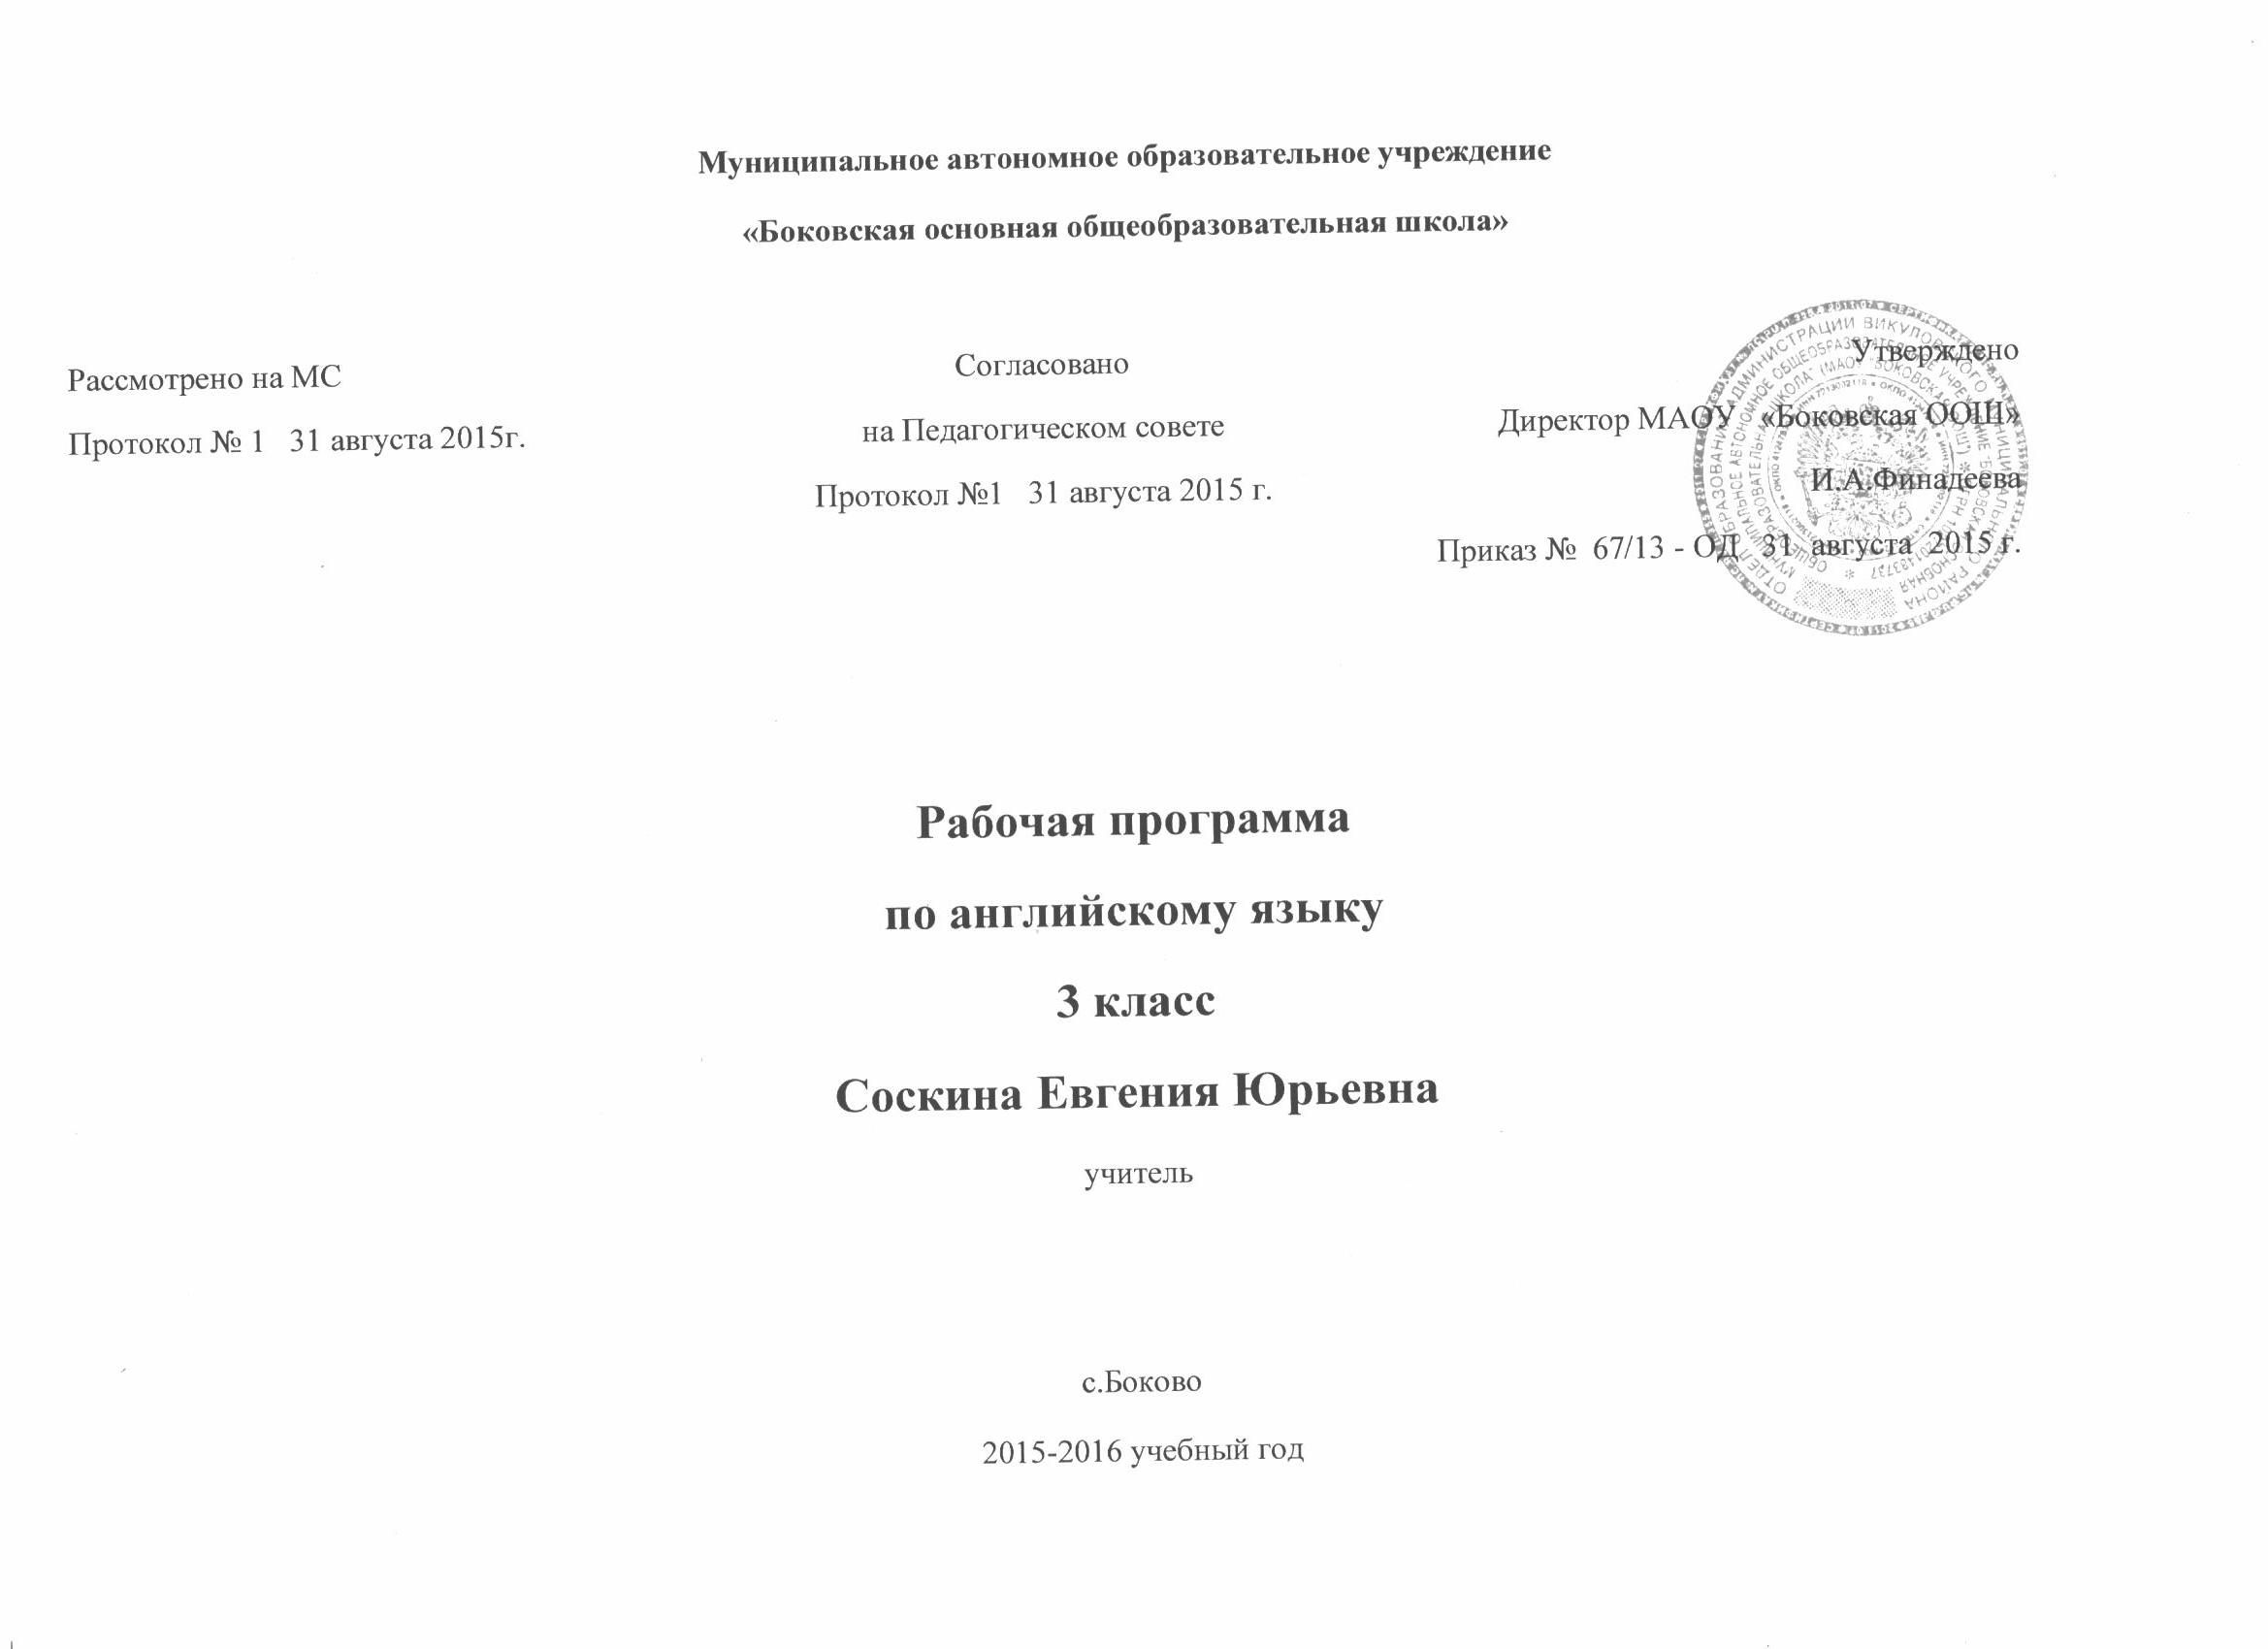 Муниципальное автономное образовательное учреждение
«Боковская основная общеобразовательная школа»
Рассмотрено на МС
Протокол № 1 31 августа 2015г.
Согласовано
на Педагогическом совете
Протокол №1 31 августа 2015 г.
Утверждено
Директор МАОУ «Боковская ООШ»
И.А.Финадеева
Приказ № 67/13 - ОД 31 августа 2015 г.
Рабочая программа
по английскому языку
3 класс
Соскина Евгения Юрьевна
учитель
с.Боково
2015-2016 учебный год